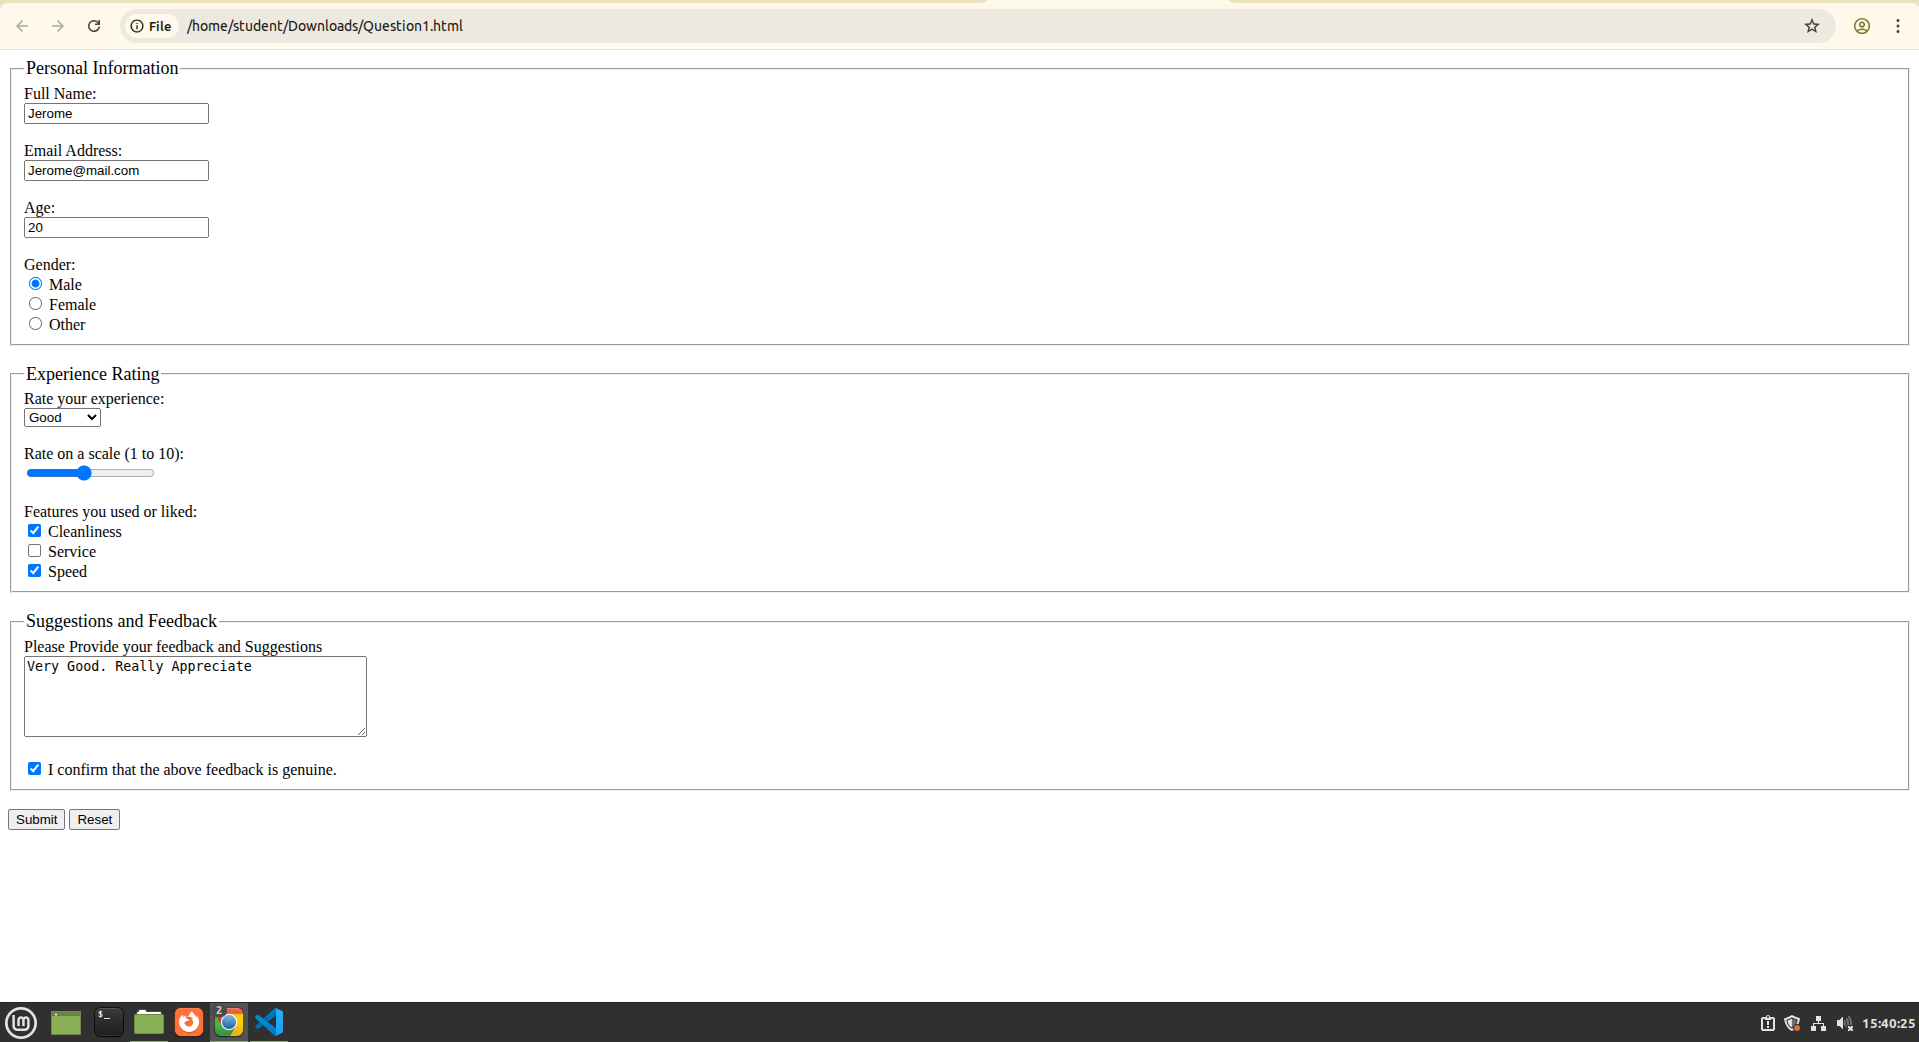 File /home/student/Downloads/Question1.html
Personal Information
Full Name:
Jerome
Email Address:
Jerome@mail.com
Age:
20
Gender:
Male
Female
Other
Experience Rating
Rate your experience:
Good
Rate on a scale (1 to 10):
Features you used or liked:
Cleanliness
Service
Speed
Suggestions and Feedback
Please Provide your feedback and Suggestions
Very Good. Really Appreciate
I confirm that the above feedback is genuine.
Submit Reset
$_ 2 15:40:25